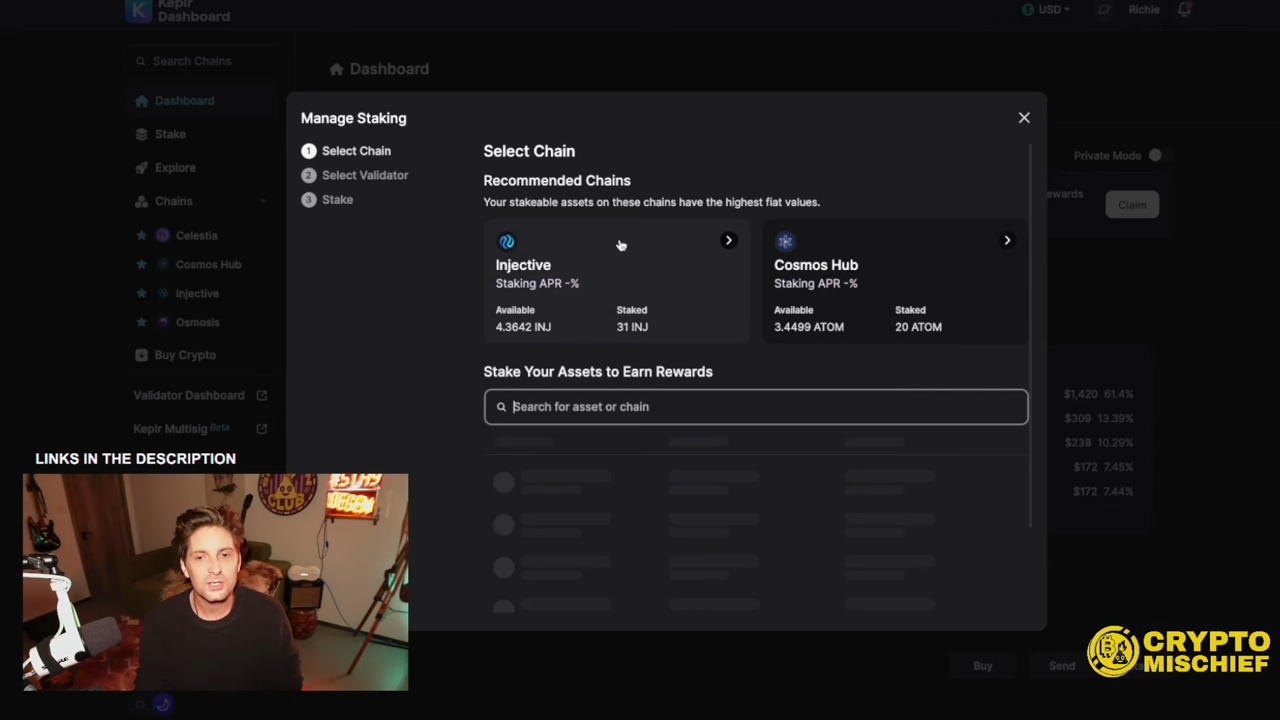 Keplr
Dashboard
USD
Richie
Search Chains
Dashboard
Dashboard
Stake
Explore
Chains
Celestia
Cosmos Hub
Injective
Osmosis
Buy Crypto
Validator Dashboard
Keplr Multisig Beta
Manage Staking
1 Select Chain
2 Select Validator
3 Stake
Select Chain
Recommended Chains
Your stakeable assets on these chains have the highest fiat values.
Injective
Staking APR -%
Available Staked
4.3642 INJ 31 INJ
Cosmos Hub
Staking APR -%
Available Staked
3.4499 ATOM 20 ATOM
Stake Your Assets to Earn Rewards
Search for asset or chain
Private Mode
Claim
$1,420 61.4%
$309 13.39%
$238 10.29%
$172 7.45%
$172 7.44%
Buy
Send
LINKS IN THE DESCRIPTION
CLUB
CRYPTO
MISCHIEF